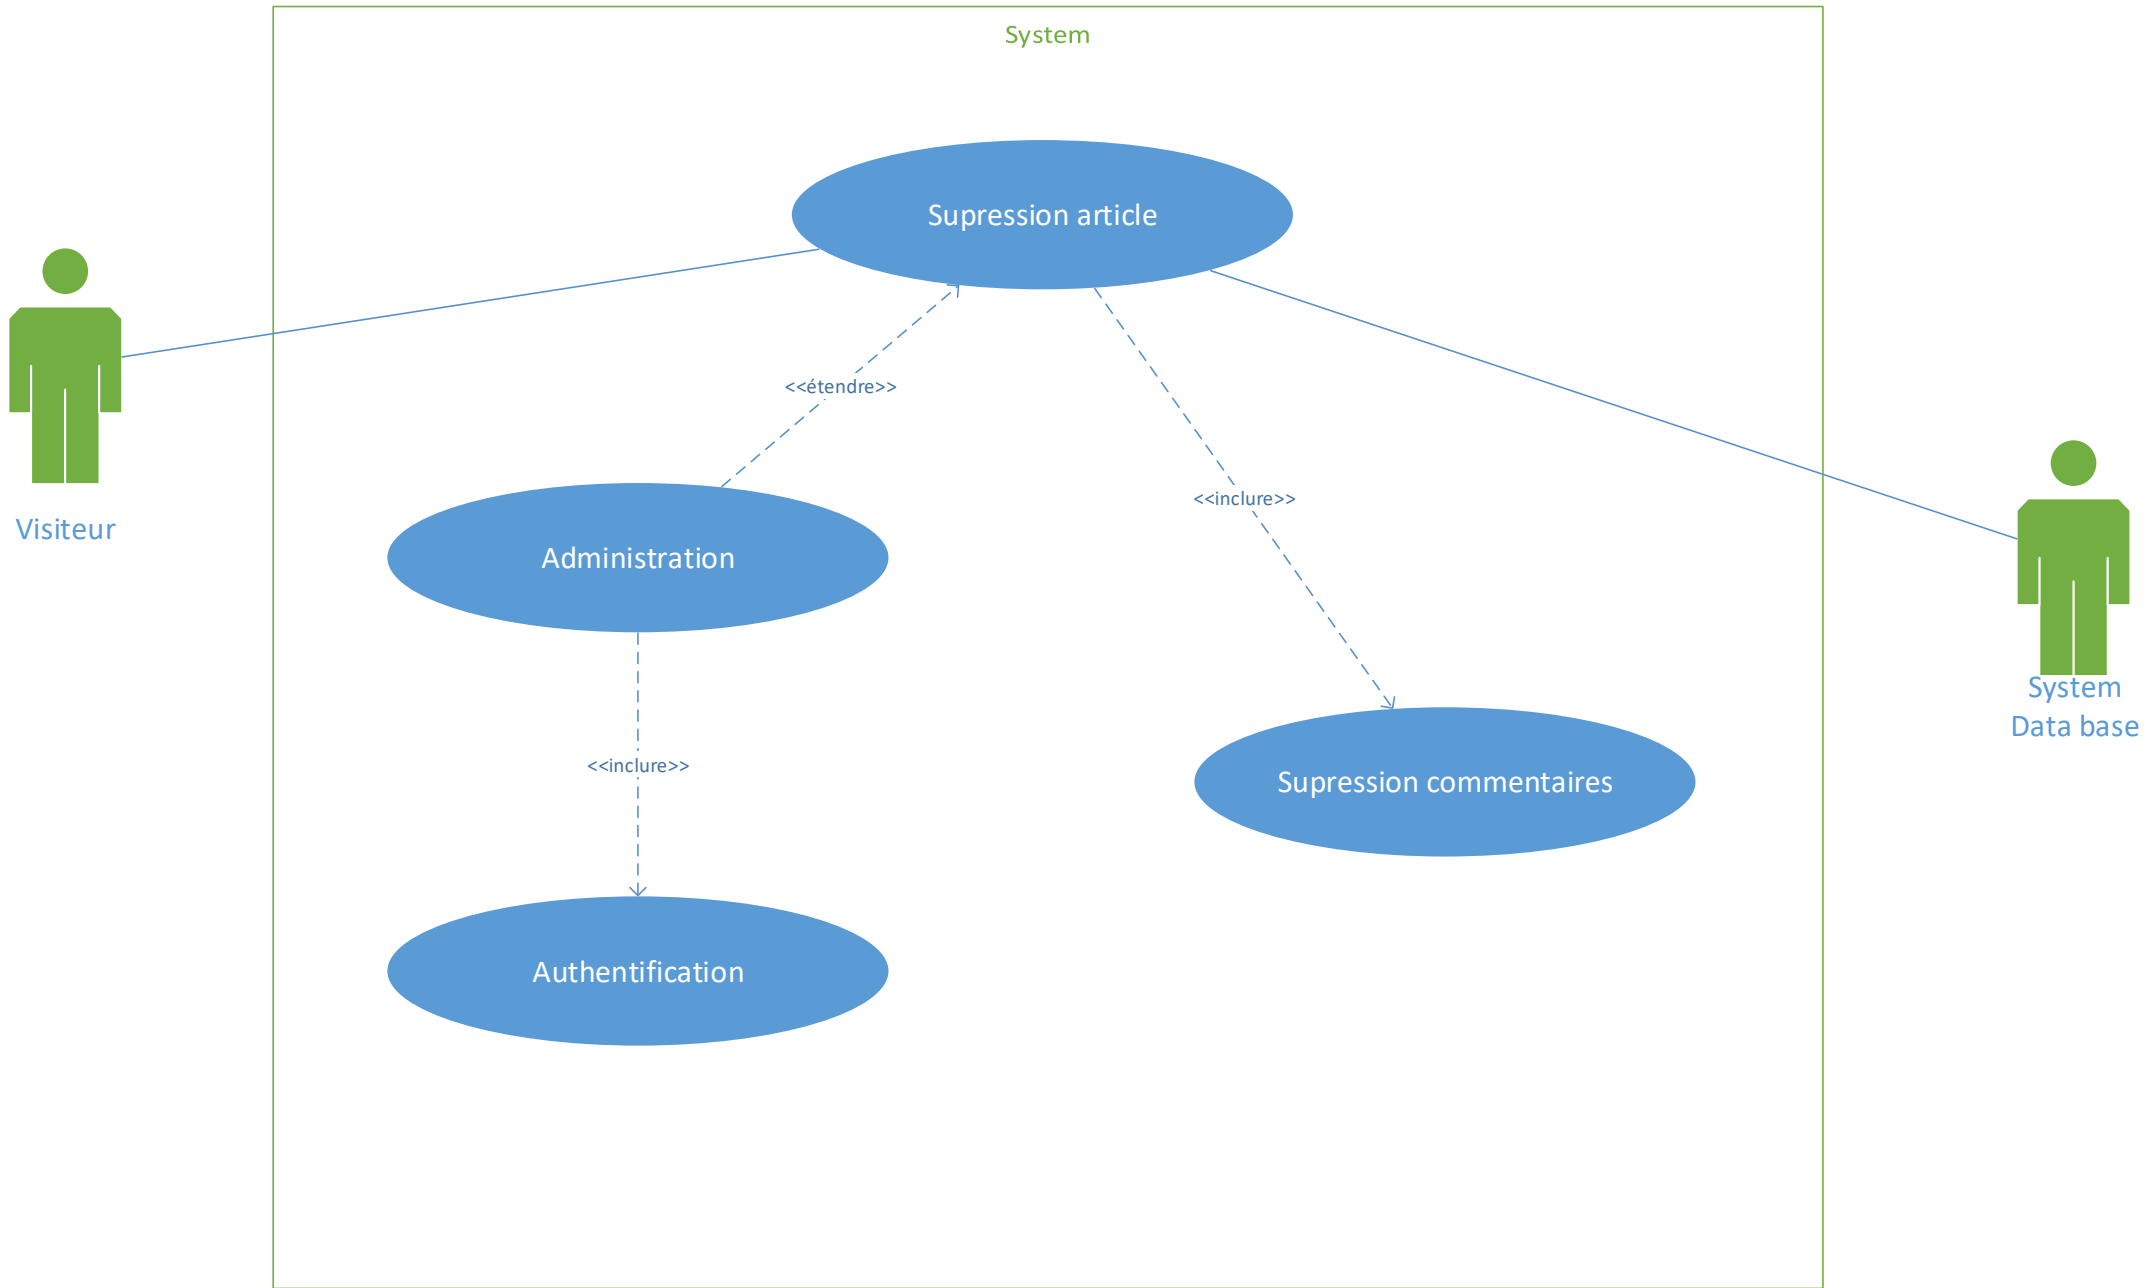 System
Supression article
<<étendre>>
<<inclure>>
Visiteur
Administration
System
Data base
<<inclure>>
Supression commentaires
Authentification